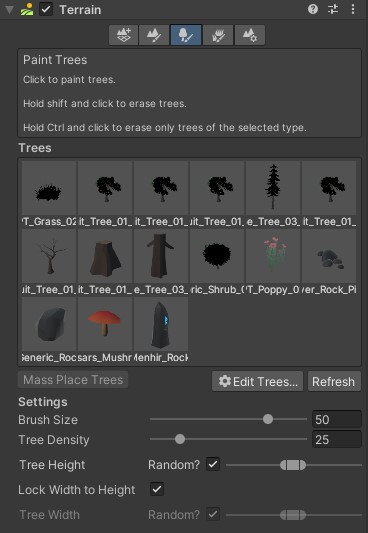 Terrain
Paint Trees
Click to paint trees.
Hold shift and click to erase trees.
Hold Ctrl and click to erase only trees of the selected type.
Trees
T_Grass_02 it_Tree_01_ it_Tree_01_ uit_Tree_01_ e_Tree_03_ it_Tree_01_
uit_Tree_01_ it_Tree_01_ e_Tree_03_ ric_Shrub_ T_Poppy_0 ver_Rock_Pi
Generic_Roc sars_Mushr Menhir_Rock
Mass Place Trees Edit Trees... Refresh
Settings
Brush Size 50
Tree Density 25
Tree Height Random?
Lock Width to Height
Tree Width Random?